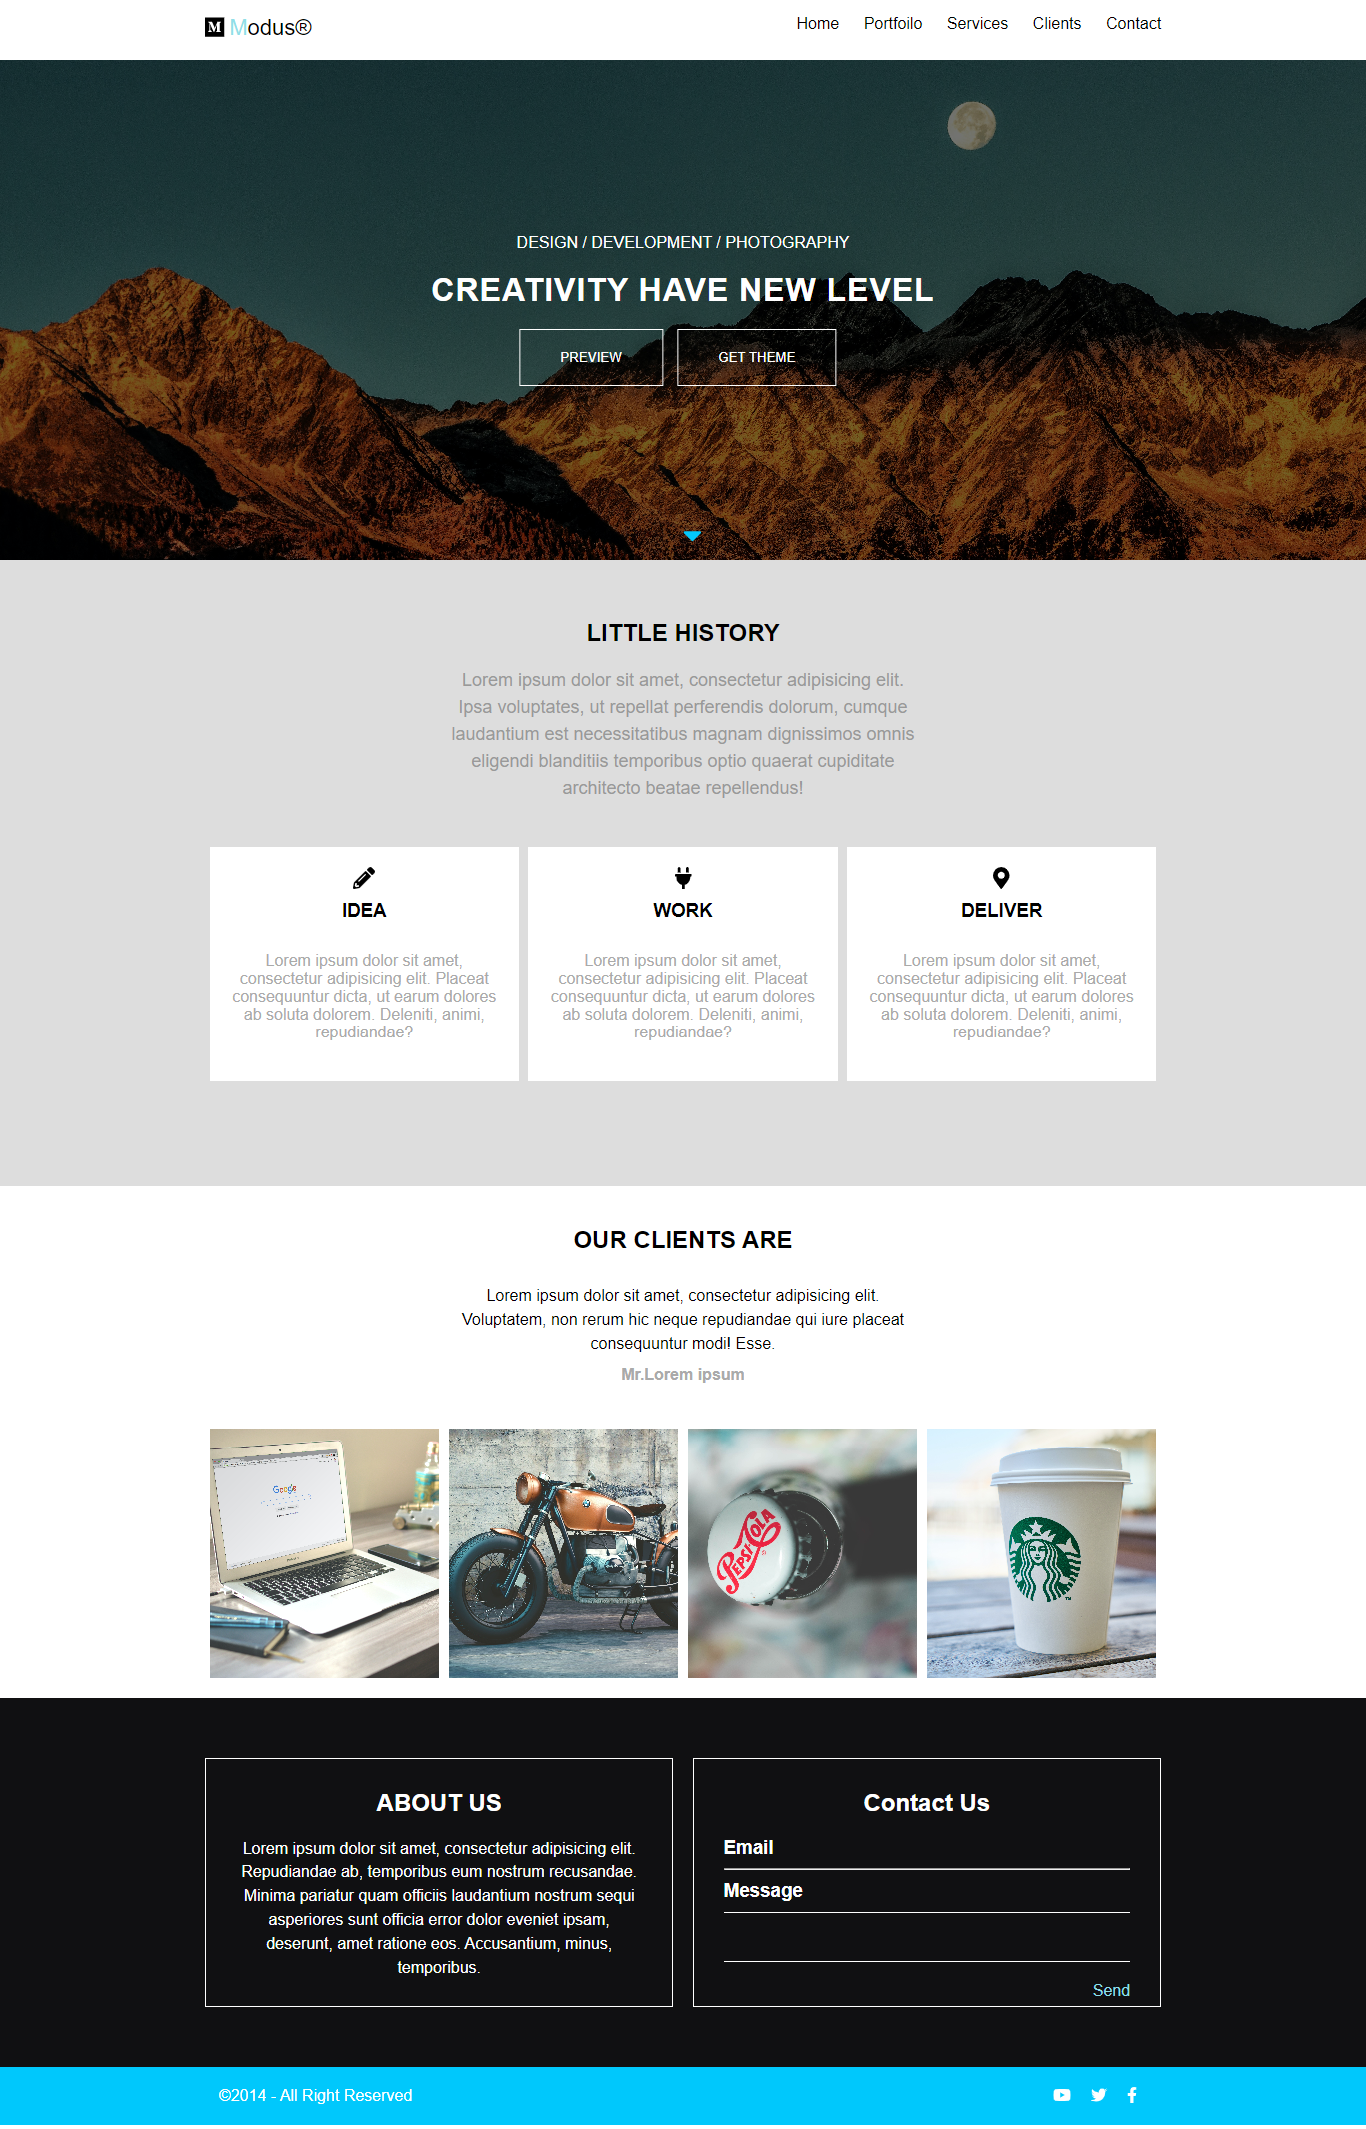 M Modus®
Home Portfoilo Services Clients Contact
DESIGN / DEVELOPMENT / PHOTOGRAPHY
CREATIVITY HAVE NEW LEVEL
PREVIEW GET THEME
LITTLE HISTORY
Lorem ipsum dolor sit amet, consectetur adipisicing elit.
Ipsa voluptates, ut repellat perferendis dolorum, cumque
laudantium est necessitatibus magnam dignissimos omnis
eligendi blanditiis temporibus optio quaerat cupiditate
architecto beatae repellendus!
IDEA
Lorem ipsum dolor sit amet,
consectetur adipisicing elit. Placeat
consequuntur dicta, ut earum dolores
ab soluta dolorem. Deleniti, animi,
repudiandae?
WORK
Lorem ipsum dolor sit amet,
consectetur adipisicing elit. Placeat
consequuntur dicta, ut earum dolores
ab soluta dolorem. Deleniti, animi,
repudiandae?
DELIVER
Lorem ipsum dolor sit amet,
consectetur adipisicing elit. Placeat
consequuntur dicta, ut earum dolores
ab soluta dolorem. Deleniti, animi,
repudiandae?
OUR CLIENTS ARE
Lorem ipsum dolor sit amet, consectetur adipisicing elit.
Voluptatem, non rerum hic neque repudiandae qui iure placeat
consequuntur modi! Esse.
Mr.Lorem ipsum
Google
PEPSI-COLA
ABOUT US
Lorem ipsum dolor sit amet, consectetur adipisicing elit.
Repudiandae ab, temporibus eum nostrum recusandae.
Minima pariatur quam officiis laudantium nostrum sequi
asperiores sunt officia error dolor eveniet ipsam,
deserunt, amet ratione eos. Accusantium, minus,
temporibus.
Contact Us
Email
Message
Send
©2014 - All Right Reserved